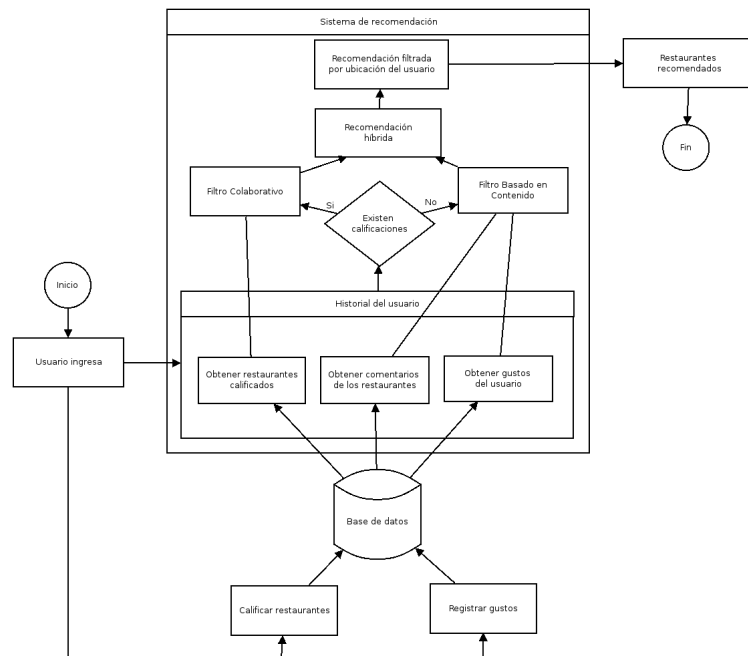 Sistema de recomendación
Recomendación filtrada
por ubicación del usuario
Restaurantes
recomendados
Recomendación
híbrida
Fin
Filtro Colaborativo
Filtro Basado en
Contenido
Si
No
Existen
calificaciones
Inicio
Historial del usuario
Usuario ingresa
Obtener restaurantes
calificados
Obtener comentarios
de los restaurantes
Obtener gustos
del usuario
Base de datos
Calificar restaurantes
Registrar gustos